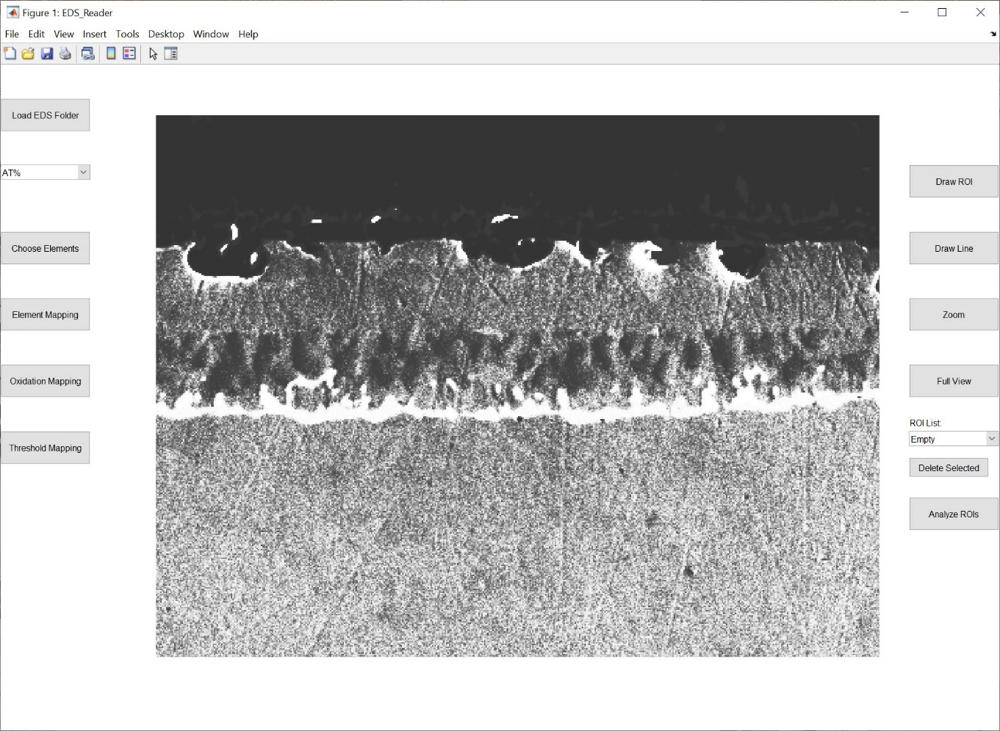 Figure 1: EDS_Reader
File Edit View Insert Tools Desktop Window Help
Load EDS Folder
AT%
Choose Elements
Element Mapping
Oxidation Mapping
Threshold Mapping
Draw ROI
Draw Line
Zoom
Full View
ROI List:
Empty
Delete Selected
Analyze ROIs